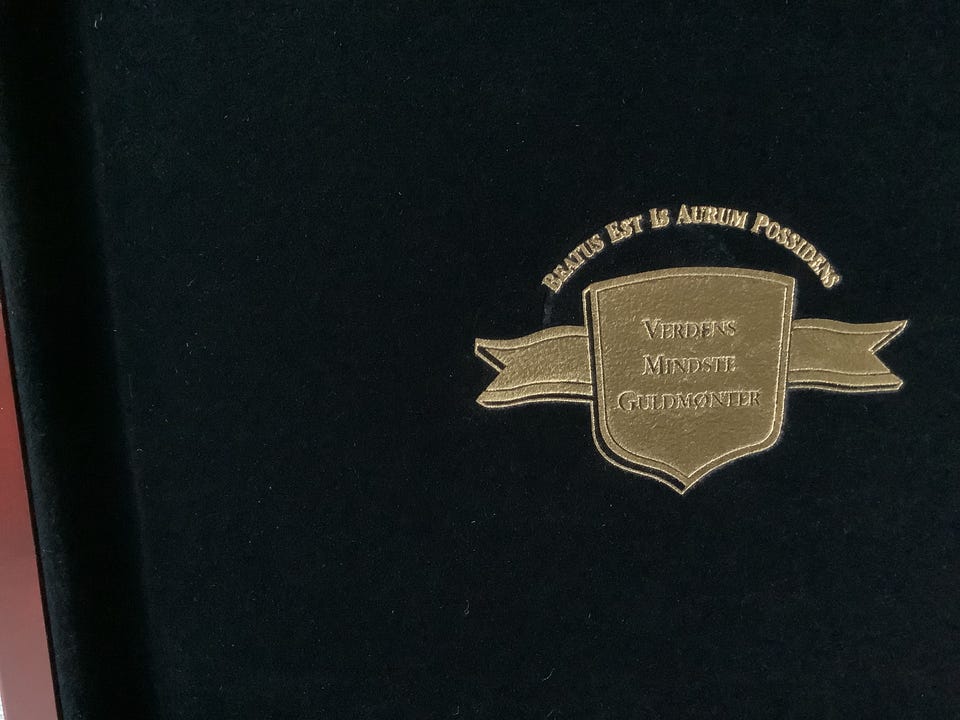 Beatus Est Is Aurum Possidens
Verdens
Mindste
Guldmønter